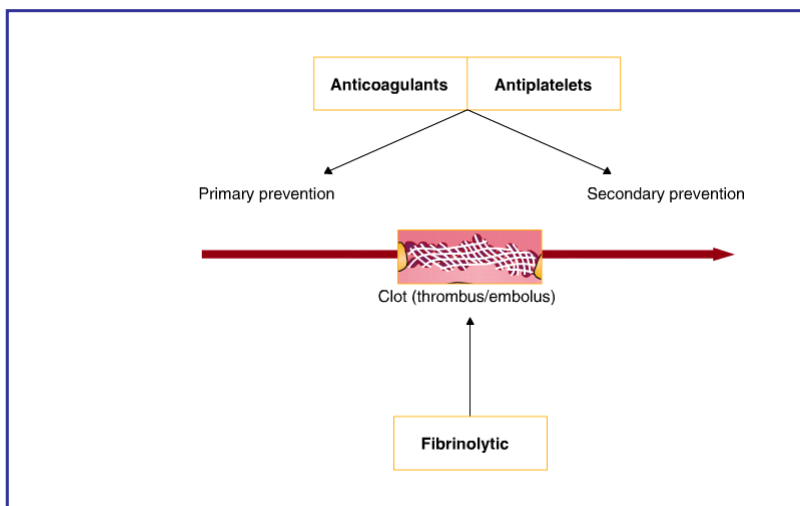 Anticoagulants
Antiplatelets
Primary prevention
Secondary prevention
Clot (thrombus/embolus)
Fibrinolytic